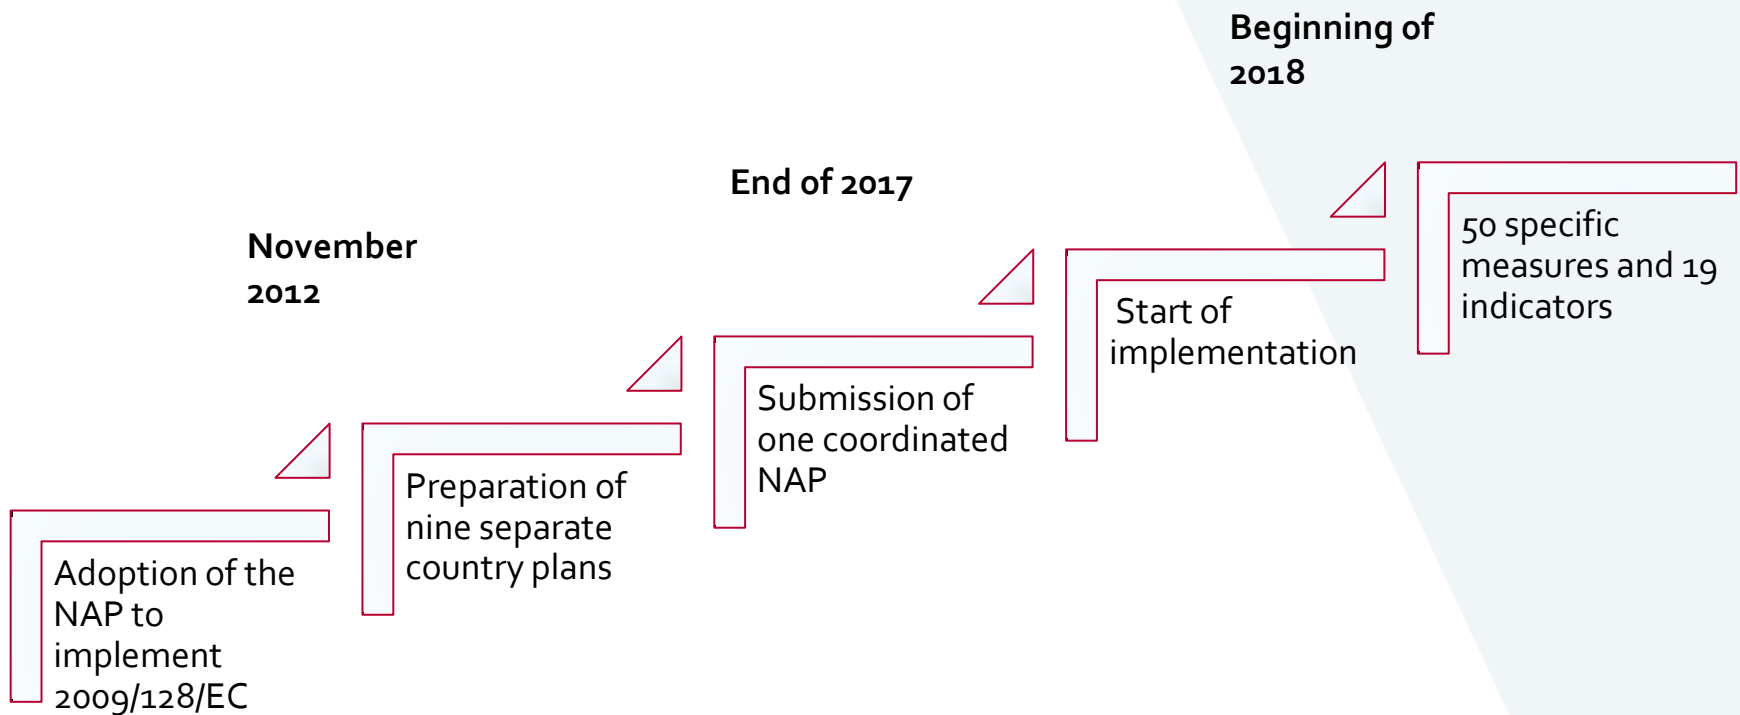 Beginning of
2018
End of 2017
November
2012
50 specific
measures and 19
indicators
Start of
implementation
Submission of
one coordinated
NAP
Preparation of
nine separate
country plans
Adoption of the
NAP to
implement
2009/128/EC